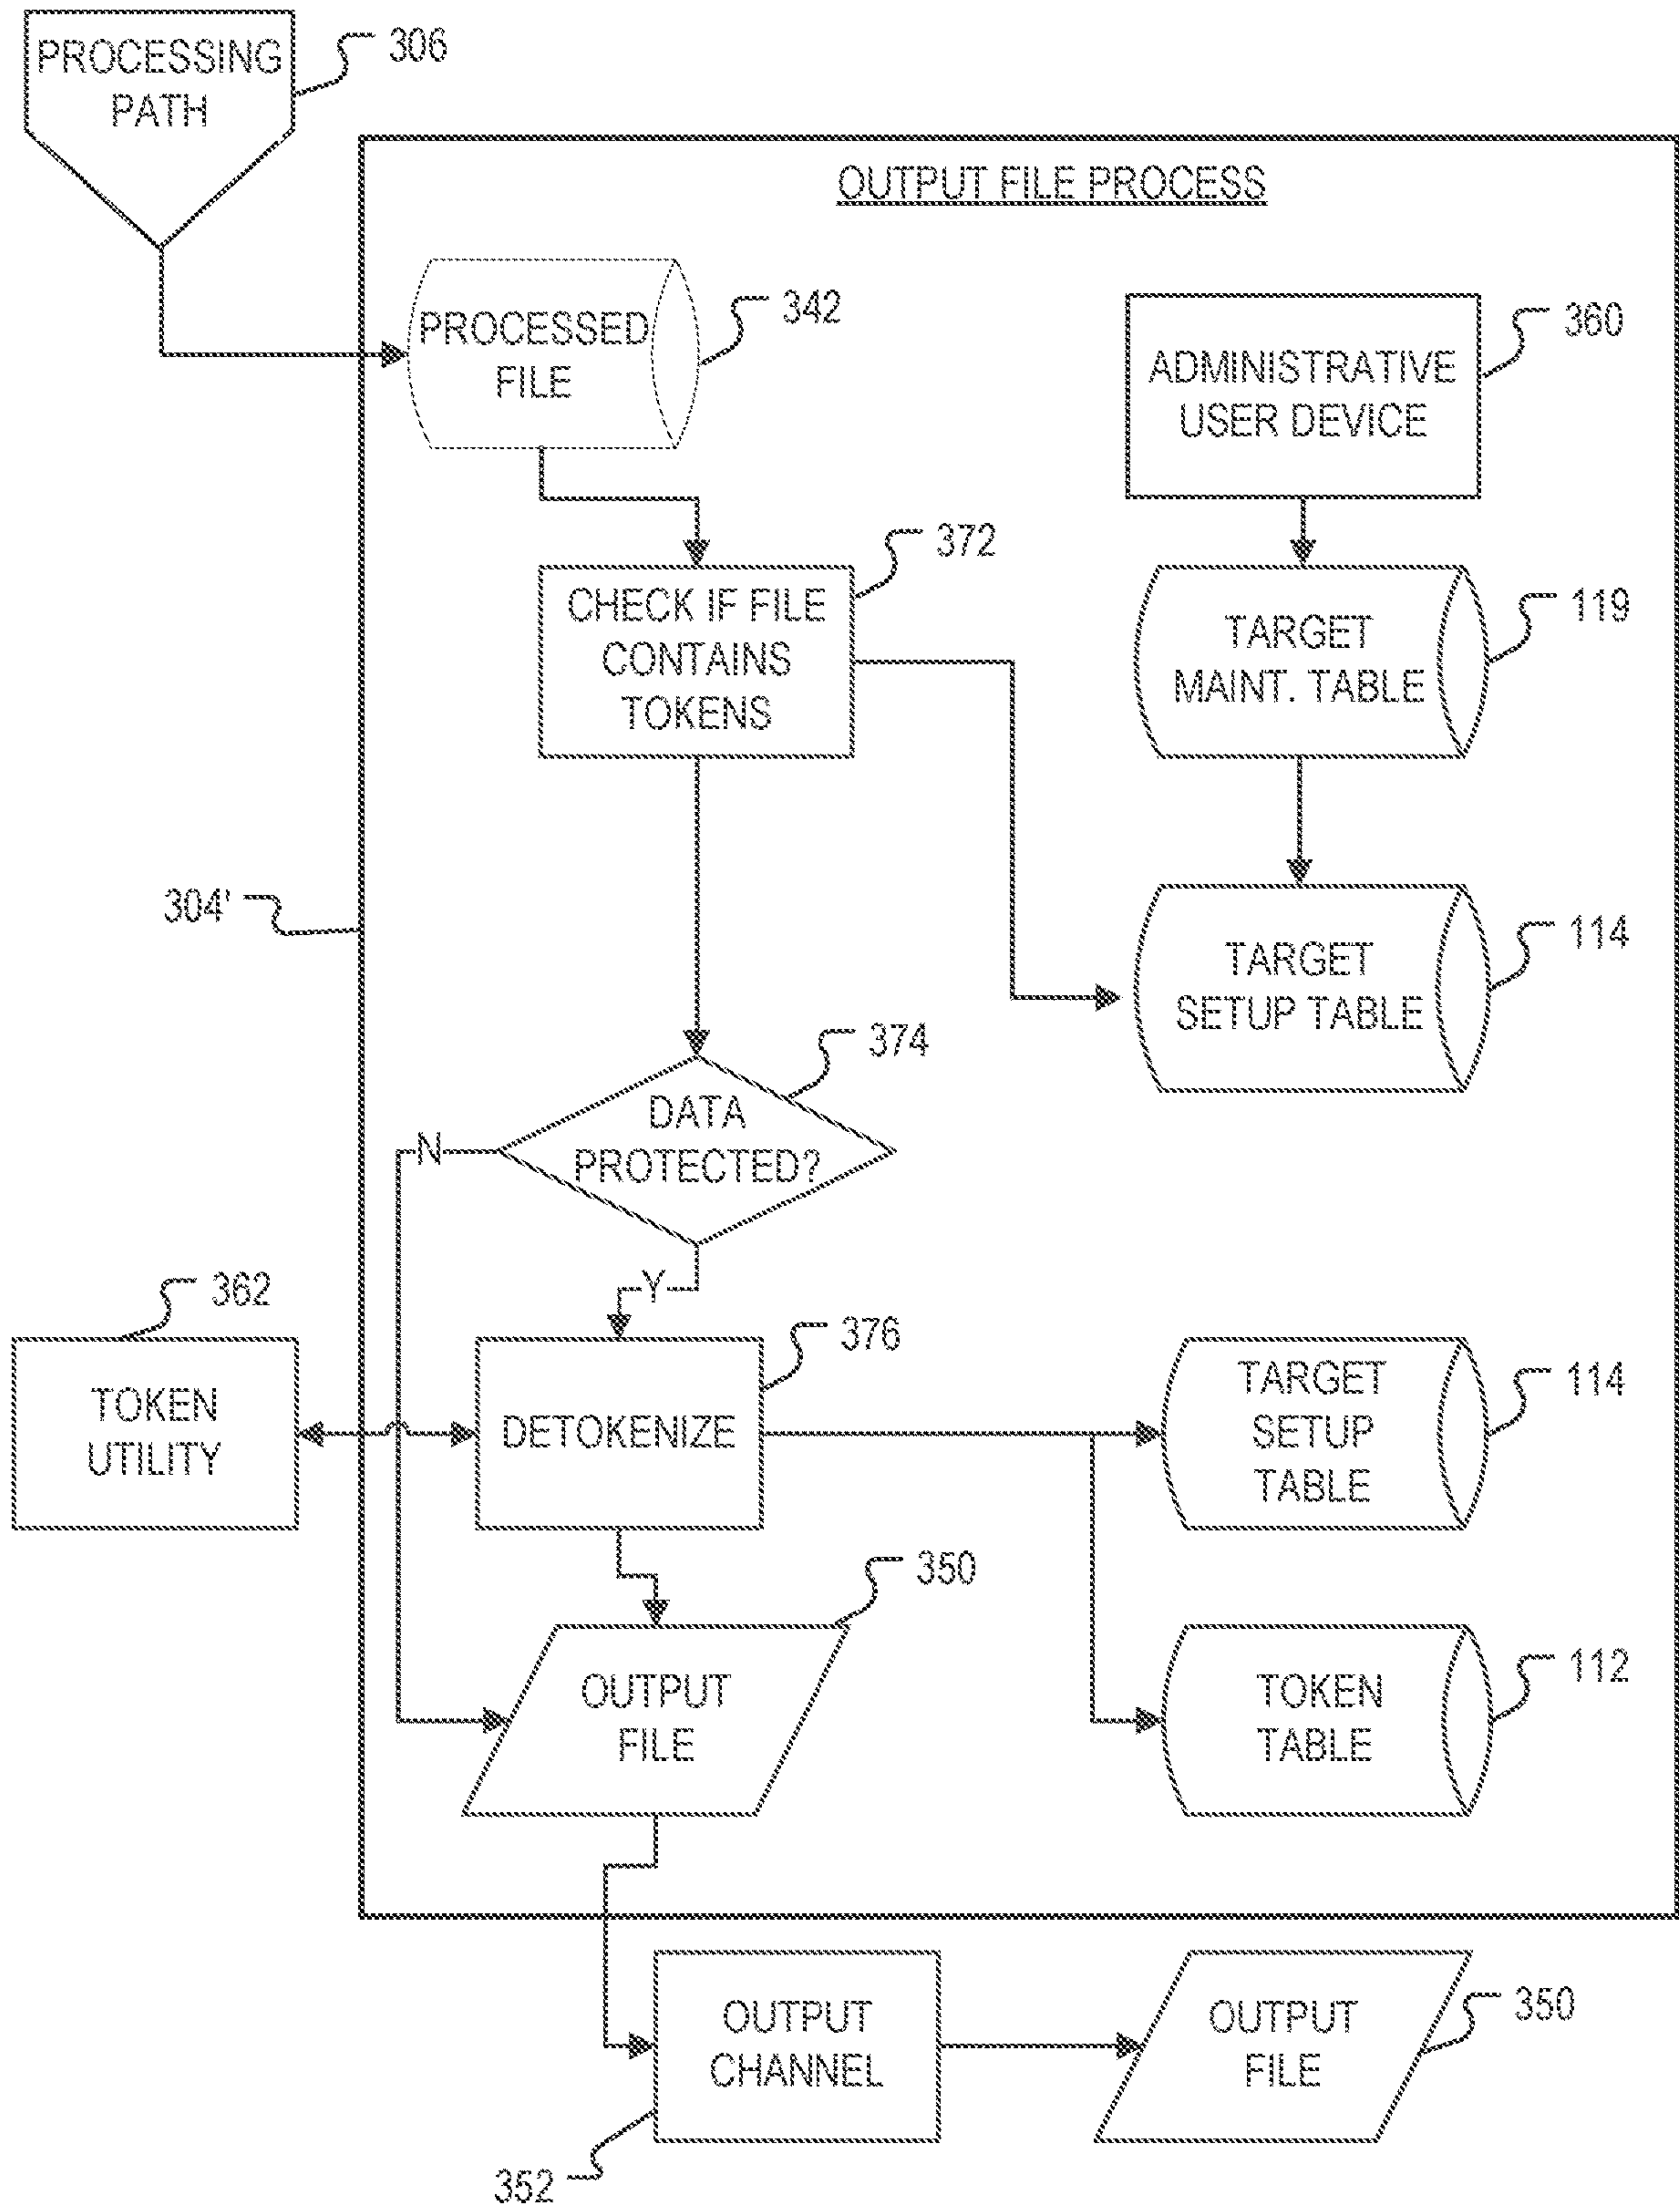 PROCESSING
PATH
306
OUTPUT FILE PROCESS
PROCESSED
FILE
342
ADMINISTRATIVE
USER DEVICE
360
CHECK IF FILE
CONTAINS
TOKENS
372
TARGET
MAINT. TABLE
119
304'
TARGET
SETUP TABLE
114
DATA
PROTECTED?
374
N
Y
TOKEN
UTILITY
362
DETOKENIZE
376
TARGET
SETUP
TABLE
114
OUTPUT
FILE
350
TOKEN
TABLE
112
OUTPUT
CHANNEL
352
OUTPUT
FILE
350